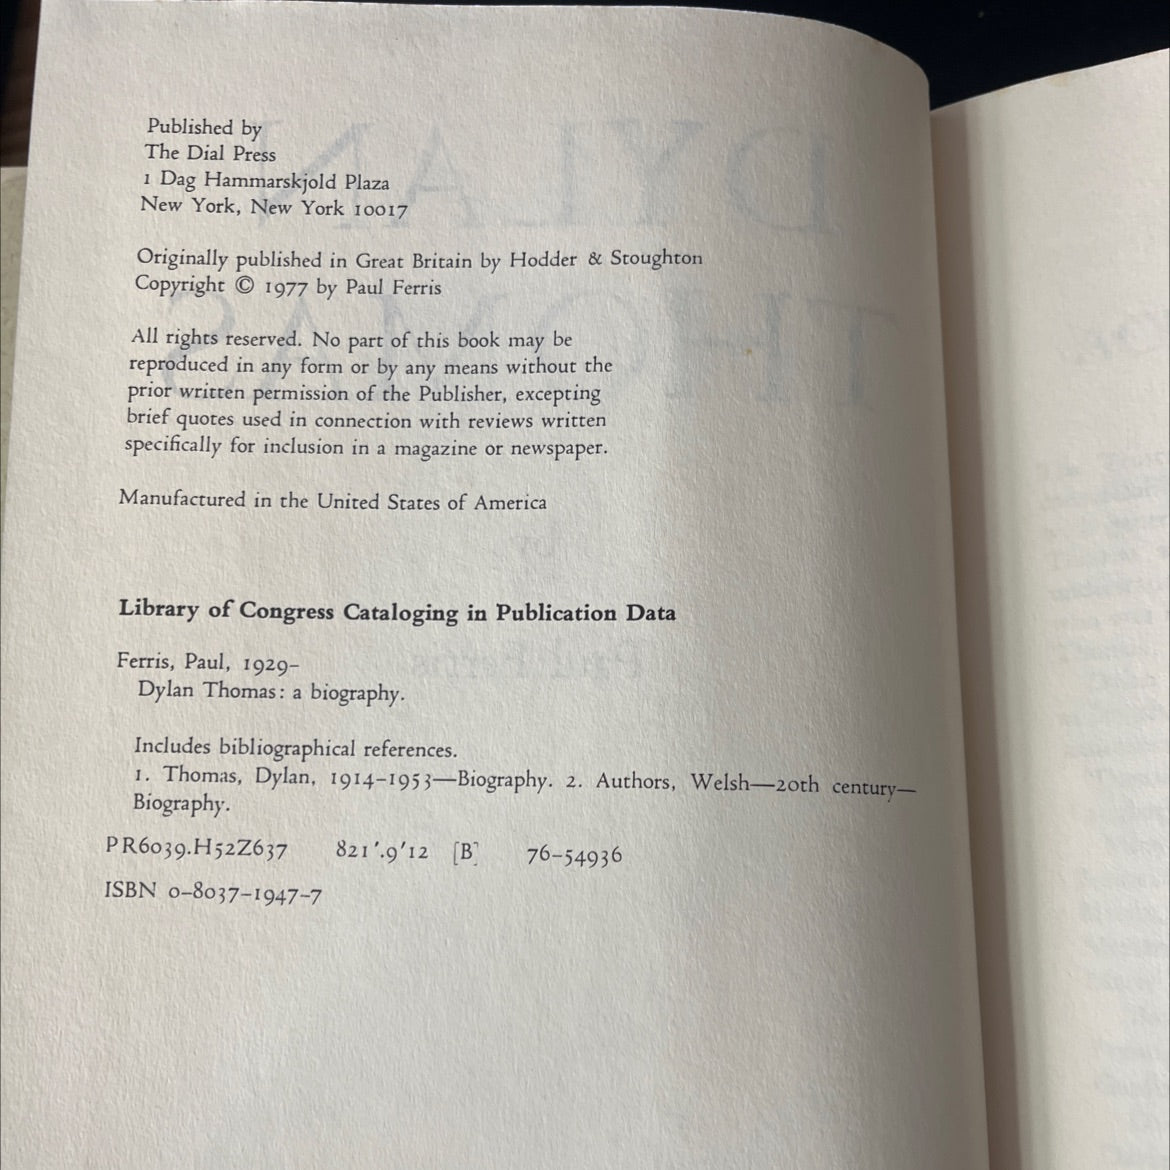 Published by
The Dial Press
1 Dag Hammarskjold Plaza
New York, New York 10017
Originally published in Great Britain by Hodder & Stoughton
Copyright © 1977 by Paul Ferris
All rights reserved. No part of this book may be
reproduced in any form or by any means without the
prior written permission of the Publisher, excepting
brief quotes used in connection with reviews written
specifically for inclusion in a magazine or newspaper.
Manufactured in the United States of America
Library of Congress Cataloging in Publication Data
Ferris, Paul, 1929–
Dylan Thomas: a biography.
Includes bibliographical references.
1. Thomas, Dylan, 1914–1953—Biography. 2. Authors, Welsh—20th century—
Biography.
PR6039.H52Z637 821'.9'12 [B] 76–54936
ISBN 0–8037–1947–7